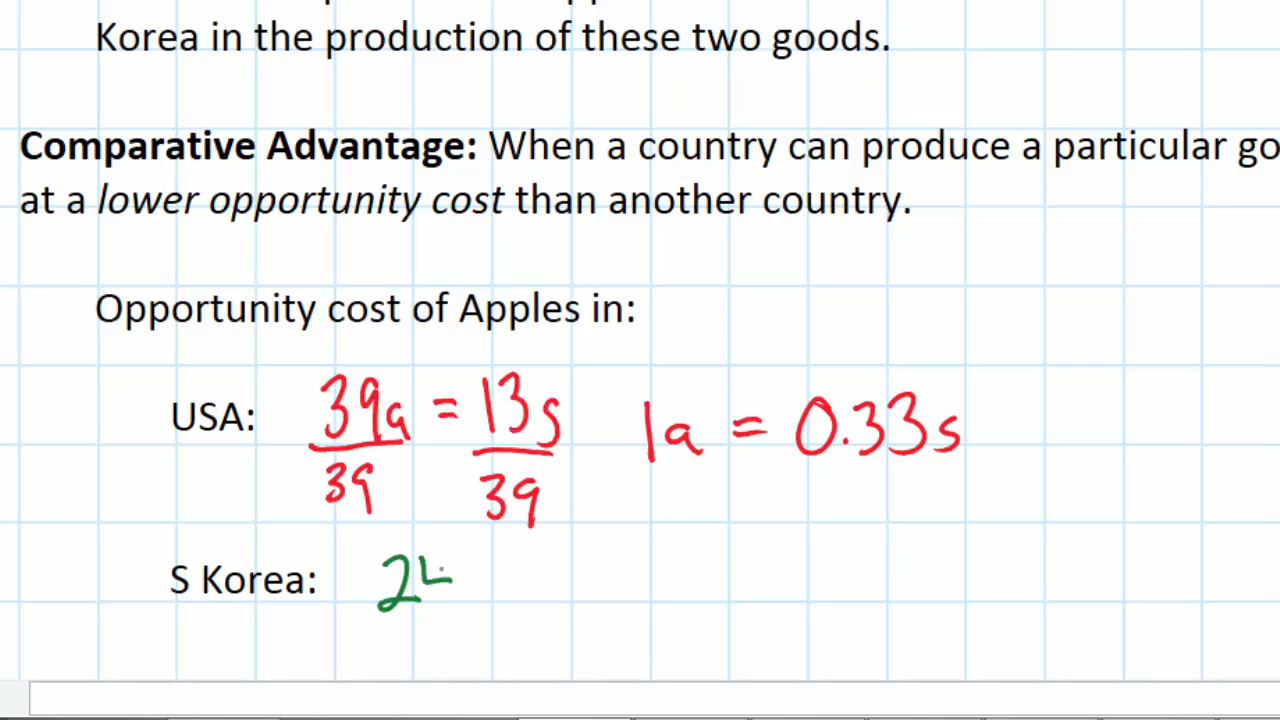 Korea in the production of these two goods.
Comparative Advantage: When a country can produce a particular go
at a lower opportunity cost than another country.
Opportunity cost of Apples in:
USA: 39a = 13s 1a = 0.33s
39 39
S Korea: 24